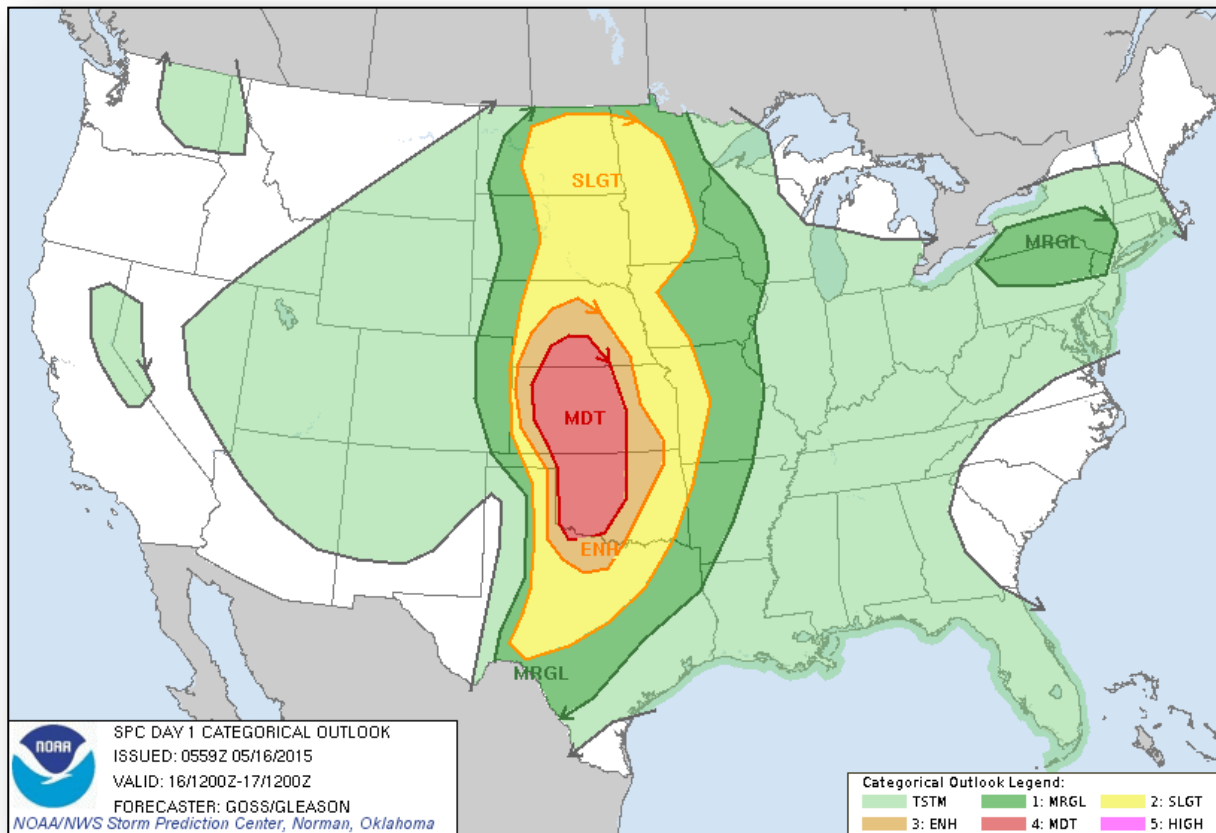 SLGT
MRGL
MDT
ENH
MRGL
NOAA
SPC DAY 1 CATEGORICAL OUTLOOK
ISSUED: 0559Z 05/16/2015
VALID: 16/1200Z-17/1200Z
FORECASTER: GOSS/GLEASON
NOAA/NWS Storm Prediction Center, Norman, Oklahoma
Categorical Outlook Legend:
TSTM 1: MRGL 2: SLGT
3: ENH 4: MDT 5: HIGH